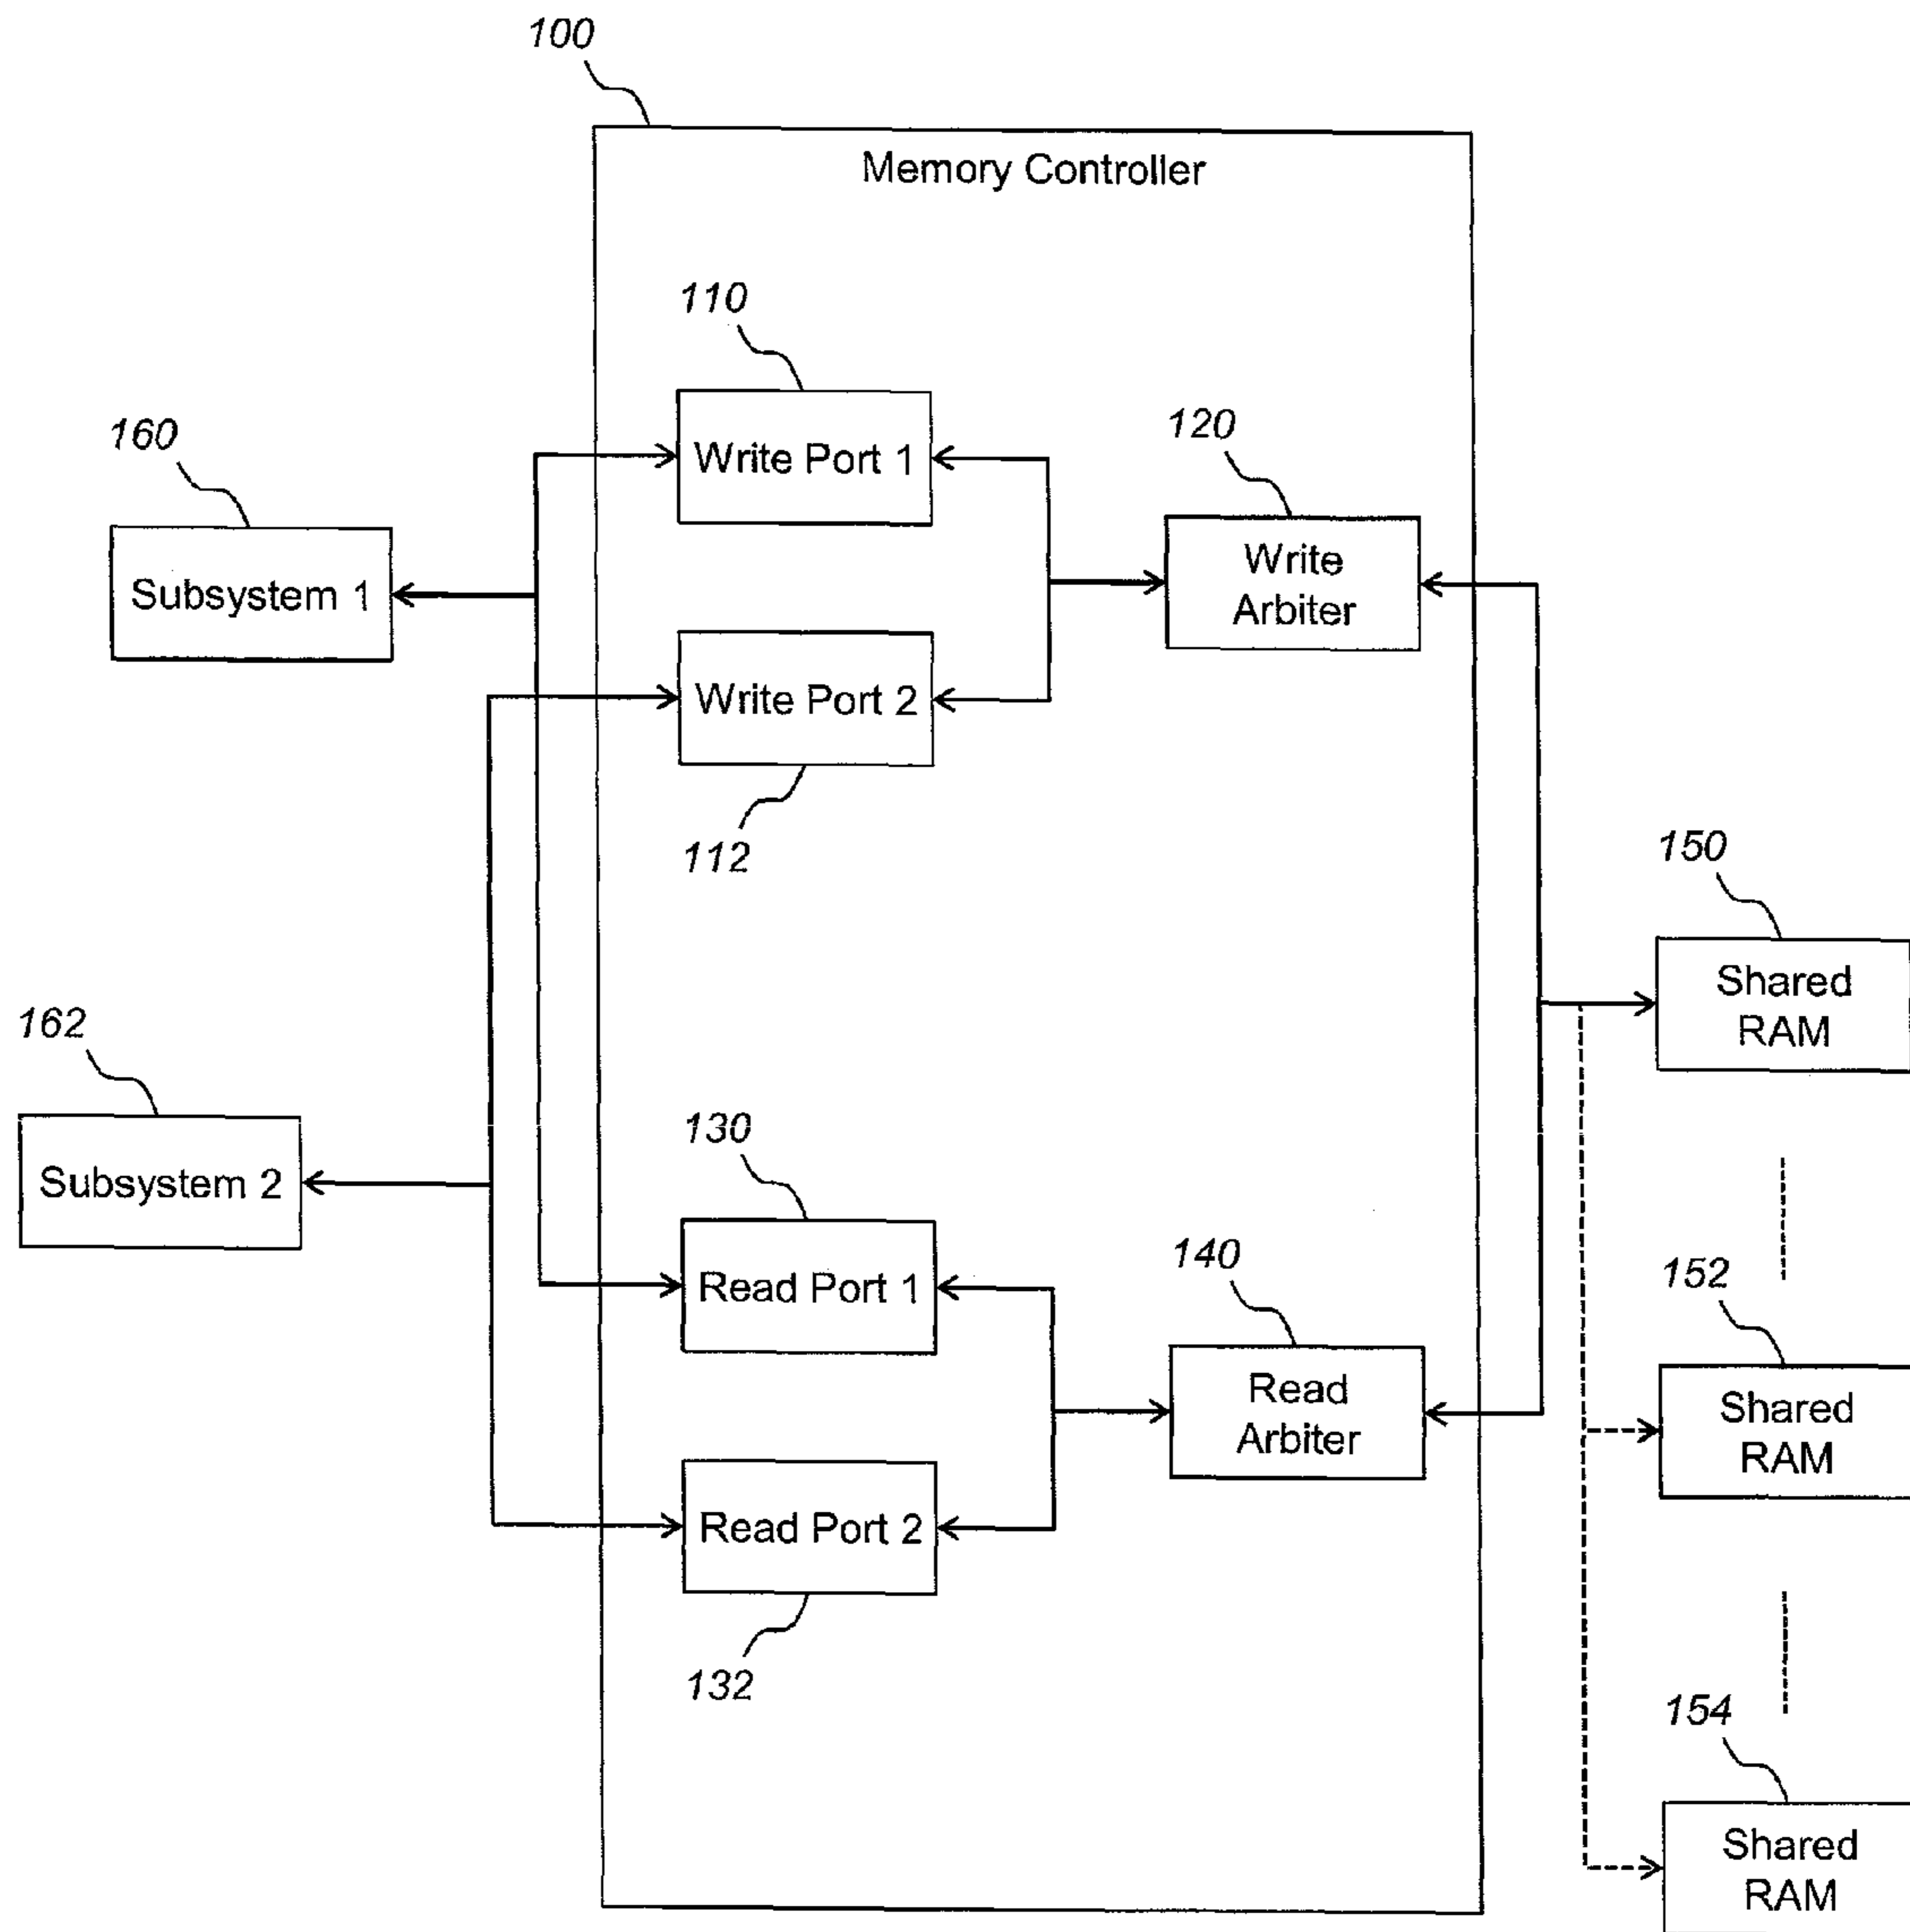 100
Memory Controller
110
Write Port 1
160
120
Subsystem 1
Write
Arbiter
Write Port 2
112
150
Shared
RAM
162
Subsystem 2
130
Read Port 1
140
Read
Arbiter
152
Shared
RAM
Read Port 2
132
154
Shared
RAM